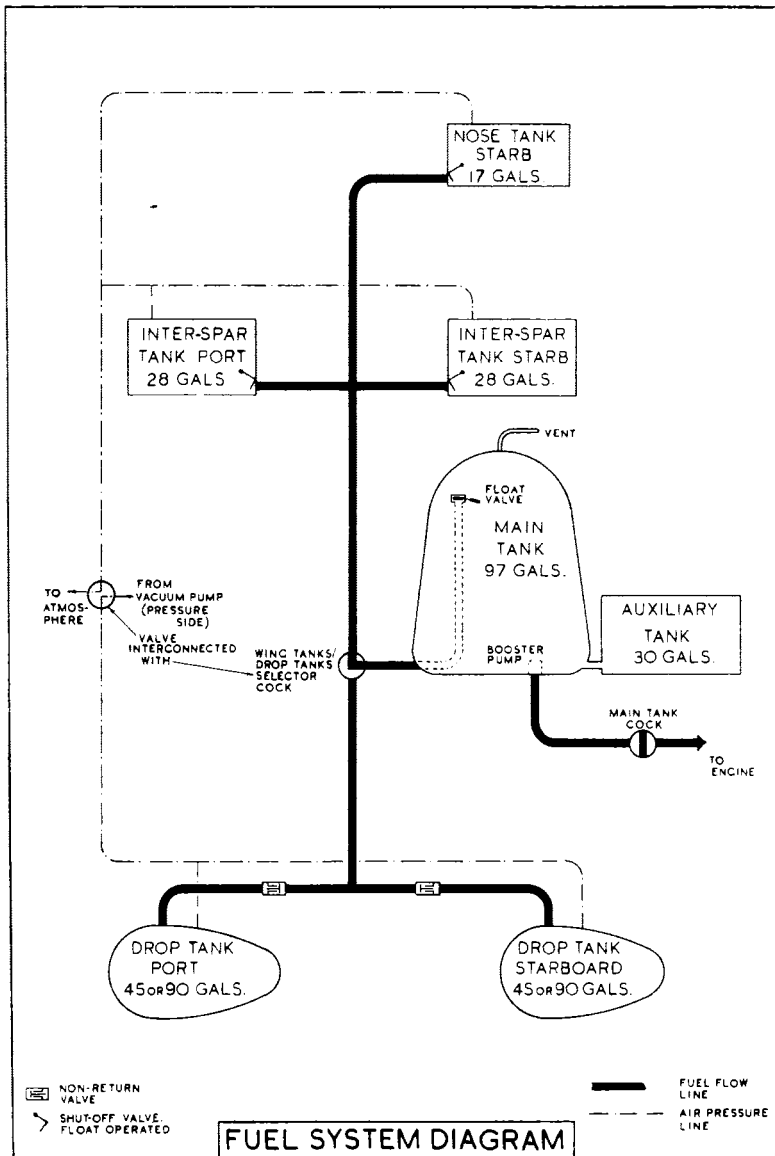 NOSE TANK
STARB
17 GALS.
INTER-SPAR
TANK PORT
28 GALS
INTER-SPAR
TANK STARB
28 GALS.
VENT
FLOAT
VALVE
MAIN
TANK
97 GALS.
TO
ATMOS-
PHERE
FROM
VACUUM PUMP
(PRESSURE
SIDE)
VALVE
INTERCONNECTED
WITH
WING TANKS/
DROP TANKS
SELECTOR
COCK
BOOSTER
PUMP
AUXILIARY
TANK
30 GALS.
MAIN TANK
COCK
TO
ENGINE
DROP TANK
PORT
45 OR 90 GALS.
DROP TANK
STARBOARD
45 OR 90 GALS.
NON-RETURN
VALVE
SHUT-OFF VALVE.
FLOAT OPERATED
FUEL FLOW
LINE
AIR PRESSURE
LINE
FUEL SYSTEM DIAGRAM